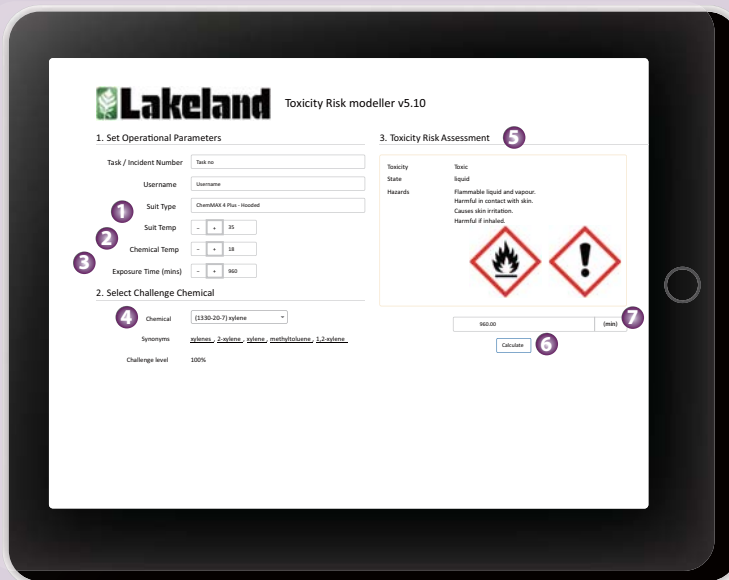 Lakeland Toxicity Risk modeller v5.10
1. Set Operational Parameters
Task / Incident Number Task no
Username Username
1 Suit Type ChemMAX 4 Plus - Hooded
2 Suit Temp - + 35
Chemical Temp - + 18
3 Exposure Time (mins) - + 960
2. Select Challenge Chemical
4 Chemical (1330-20-7) xylene
Synonyms xylenes , 2-xylene , xylene , methyltoluene , 1,2-xylene
Challenge level 100%
3. Toxicity Risk Assessment 5
Toxicity Toxic
State liquid
Hazards Flammable liquid and vapour.
Harmful in contact with skin.
Causes skin irritation.
Harmful if inhaled.
960.00 (min) 7
Calculate 6